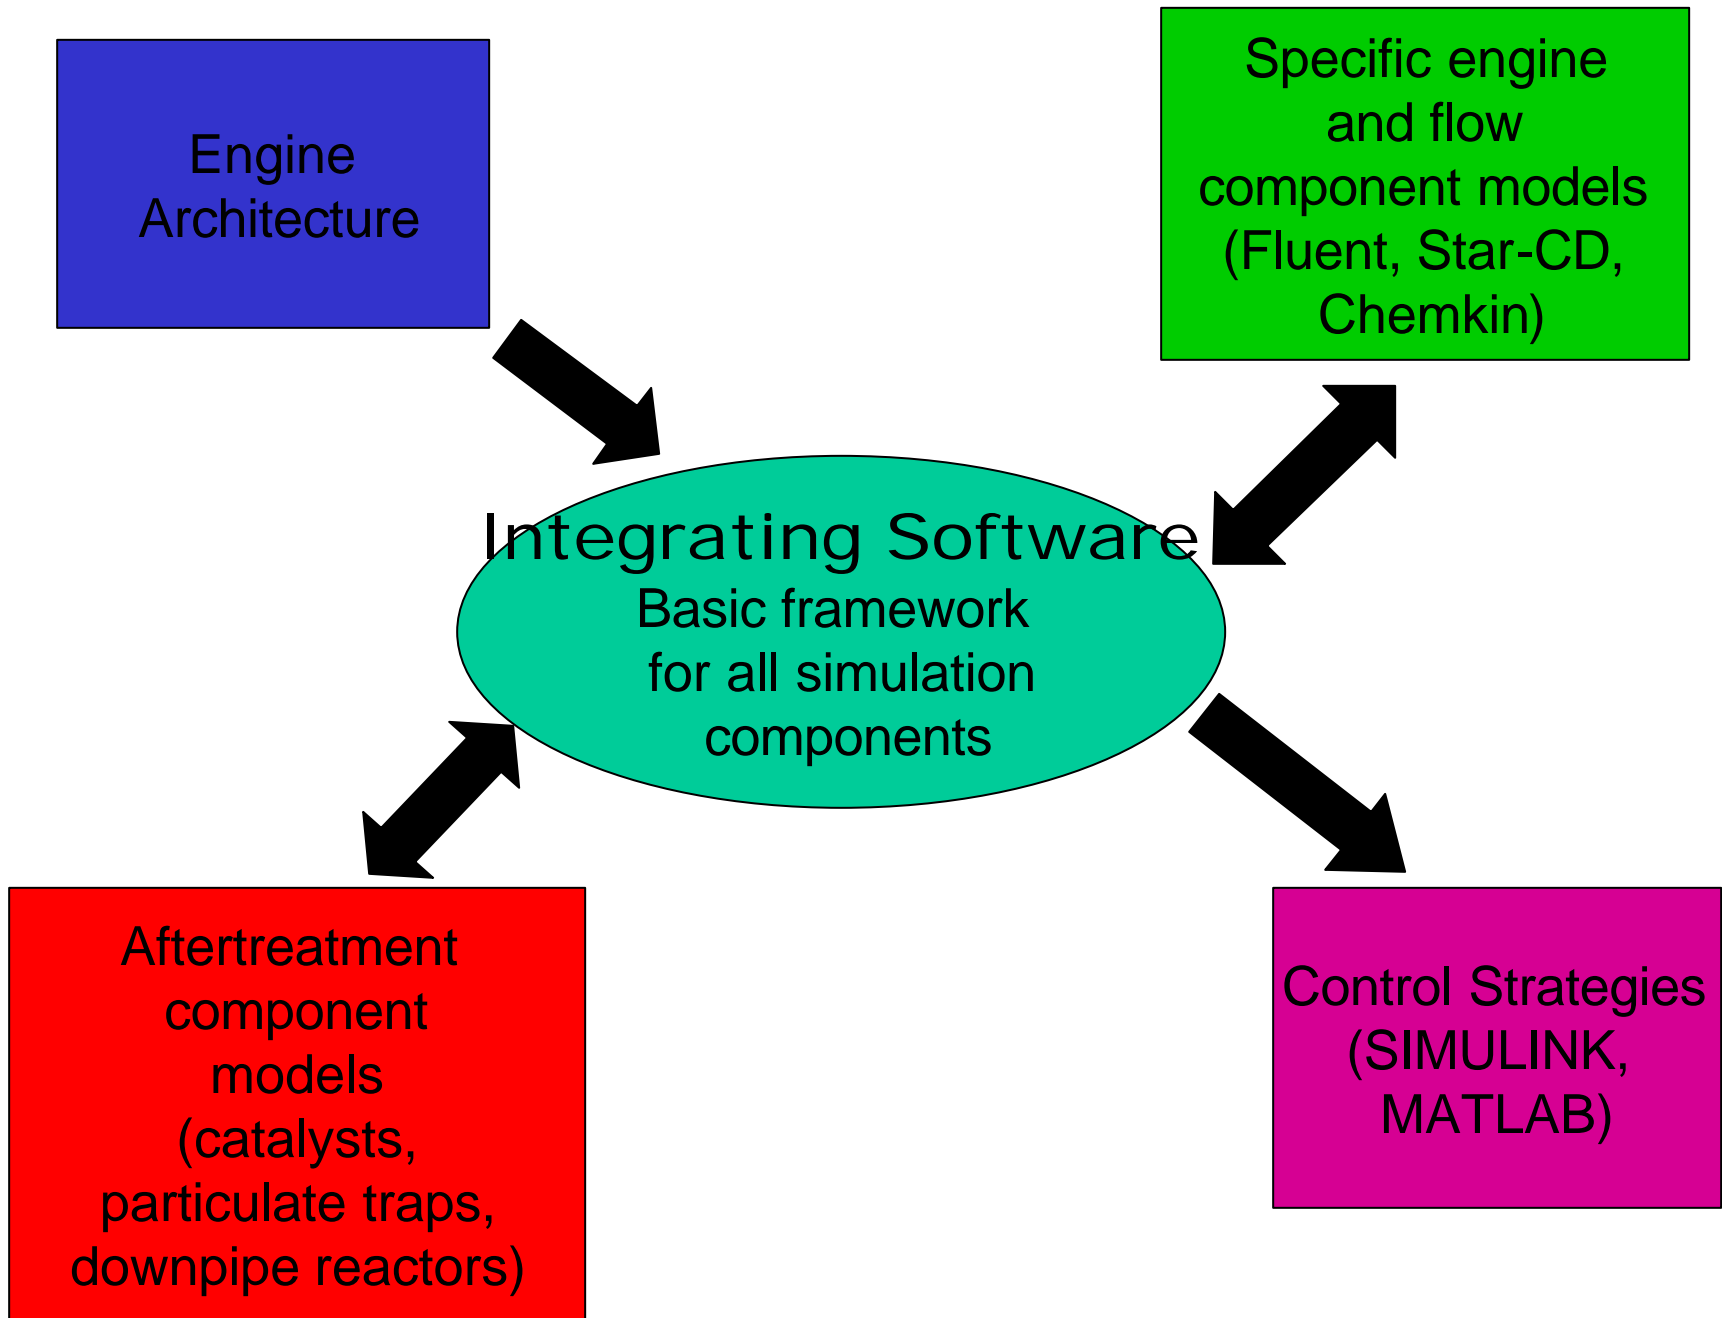 Engine
Architecture
Specific engine
and flow
component models
(Fluent, Star-CD,
Chemkin)
Integrating Software
Basic framework
for all simulation
components
Aftertreatment
component
models
(catalysts,
particulate traps,
downpipe reactors)
Control Strategies
(SIMULINK,
MATLAB)